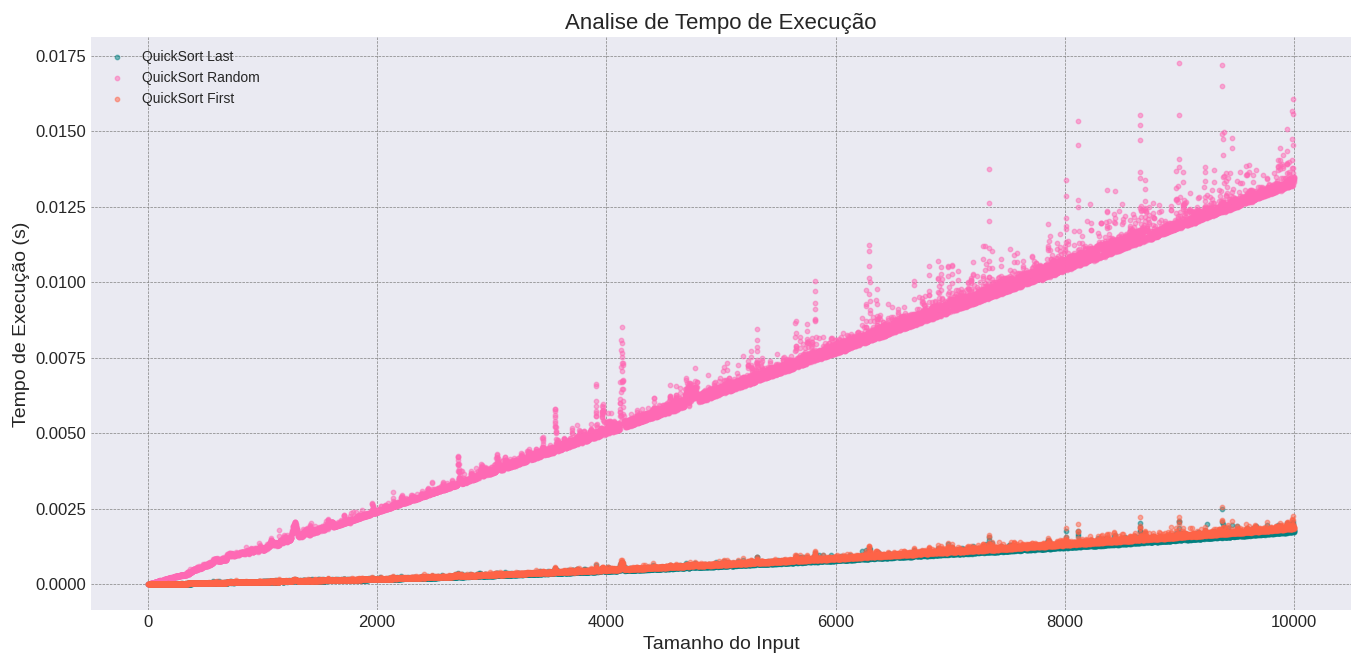 Analise de Tempo de Execução
QuickSort Last
QuickSort Random
QuickSort First
Tempo de Execução (s)
0.0175
0.0150
0.0125
0.0100
0.0075
0.0050
0.0025
0.0000
0 2000 4000 6000 8000 10000
Tamanho do Input